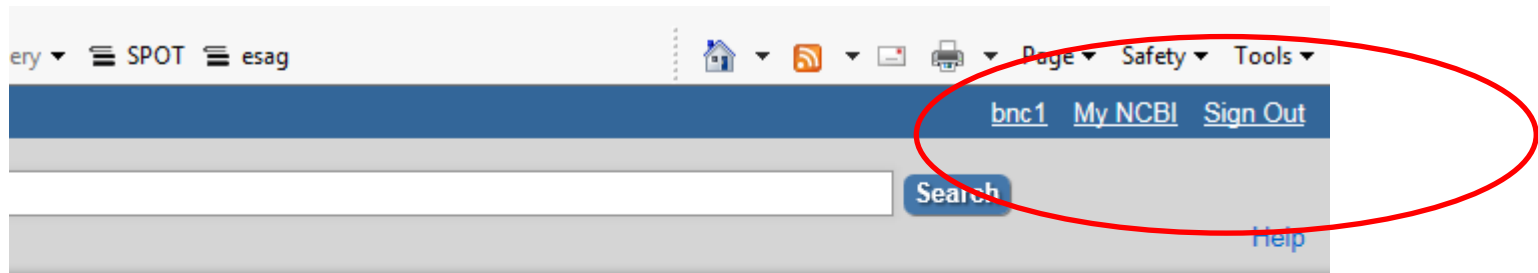 ery SPOT esag Page Safety Tools
bnc1 My NCBI Sign Out
Search
Help